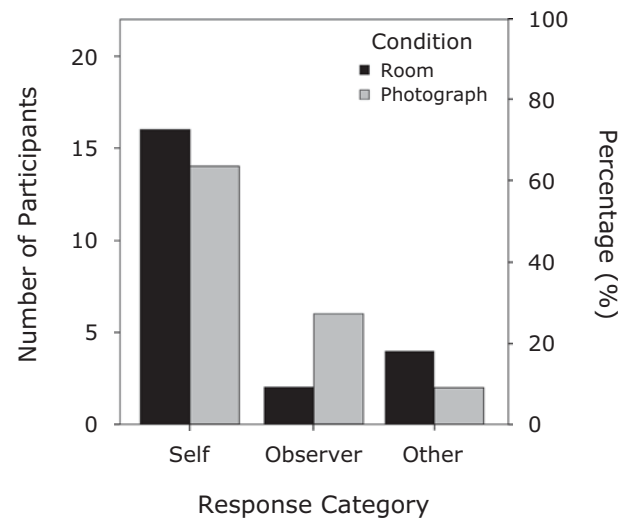 Number of Participants
20
15
10
5
0
Condition
Room
Photograph
100
80
60
40
20
0
Percentage (%)
Self Observer Other
Response Category